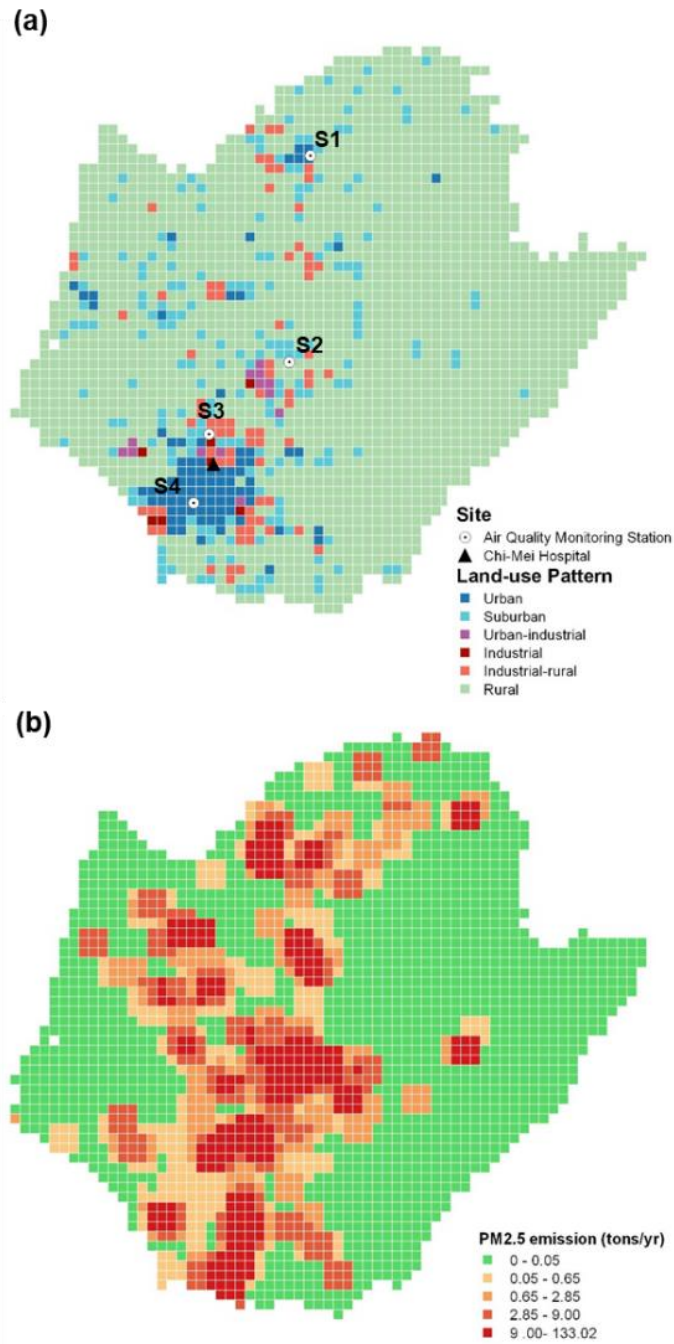 (a)
S1
S2
S3
S4
Site
Air Quality Monitoring Station
Chi-Mei Hospital
Land-use Pattern
Urban
Suburban
Urban-industrial
Industrial
Industrial-rural
Rural
(b)
PM2.5 emission (tons/yr)
0 - 0.05
0.05 - 0.65
0.65 - 2.85
2.85 - 9.00
9 .00- 133.02